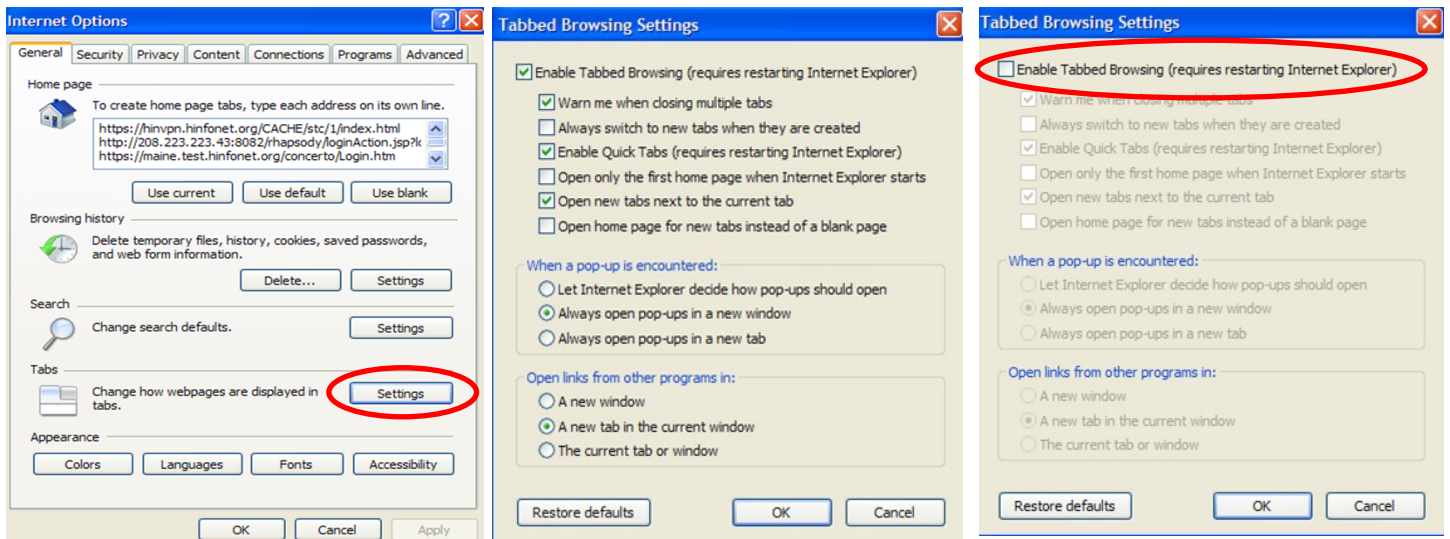 Internet Options
General Security Privacy Content Connections Programs Advanced
Home page
To create home page tabs, type each address on its own line.
https://hinvpn.hinfonet.org/CACHE/stc/1/index.html
http://208.223.223.43:8082/rhapsody/loginAction.jsp?k
https://maine.test.hinfonet.org/concerto/Login.htm
Use current Use default Use blank
Browsing history
Delete temporary files, history, cookies, saved passwords,
and web form information.
Delete... Settings
Search
Change search defaults. Settings
Tabs
Change how webpages are displayed in
tabs.
Settings
Appearance
Colors Languages Fonts Accessibility
OK Cancel Apply
Tabbed Browsing Settings
Enable Tabbed Browsing (requires restarting Internet Explorer)
Warn me when closing multiple tabs
Always switch to new tabs when they are created
Enable Quick Tabs (requires restarting Internet Explorer)
Open only the first home page when Internet Explorer starts
Open new tabs next to the current tab
Open home page for new tabs instead of a blank page
When a pop-up is encountered:
Let Internet Explorer decide how pop-ups should open
Always open pop-ups in a new window
Always open pop-ups in a new tab
Open links from other programs in:
A new window
A new tab in the current window
The current tab or window
Restore defaults OK Cancel
Tabbed Browsing Settings
Enable Tabbed Browsing (requires restarting Internet Explorer)
Warn me when closing multiple tabs
Always switch to new tabs when they are created
Enable Quick Tabs (requires restarting Internet Explorer)
Open only the first home page when Internet Explorer starts
Open new tabs next to the current tab
Open home page for new tabs instead of a blank page
When a pop-up is encountered:
Let Internet Explorer decide how pop-ups should open
Always open pop-ups in a new window
Always open pop-ups in a new tab
Open links from other programs in:
A new window
A new tab in the current window
The current tab or window
Restore defaults OK Cancel